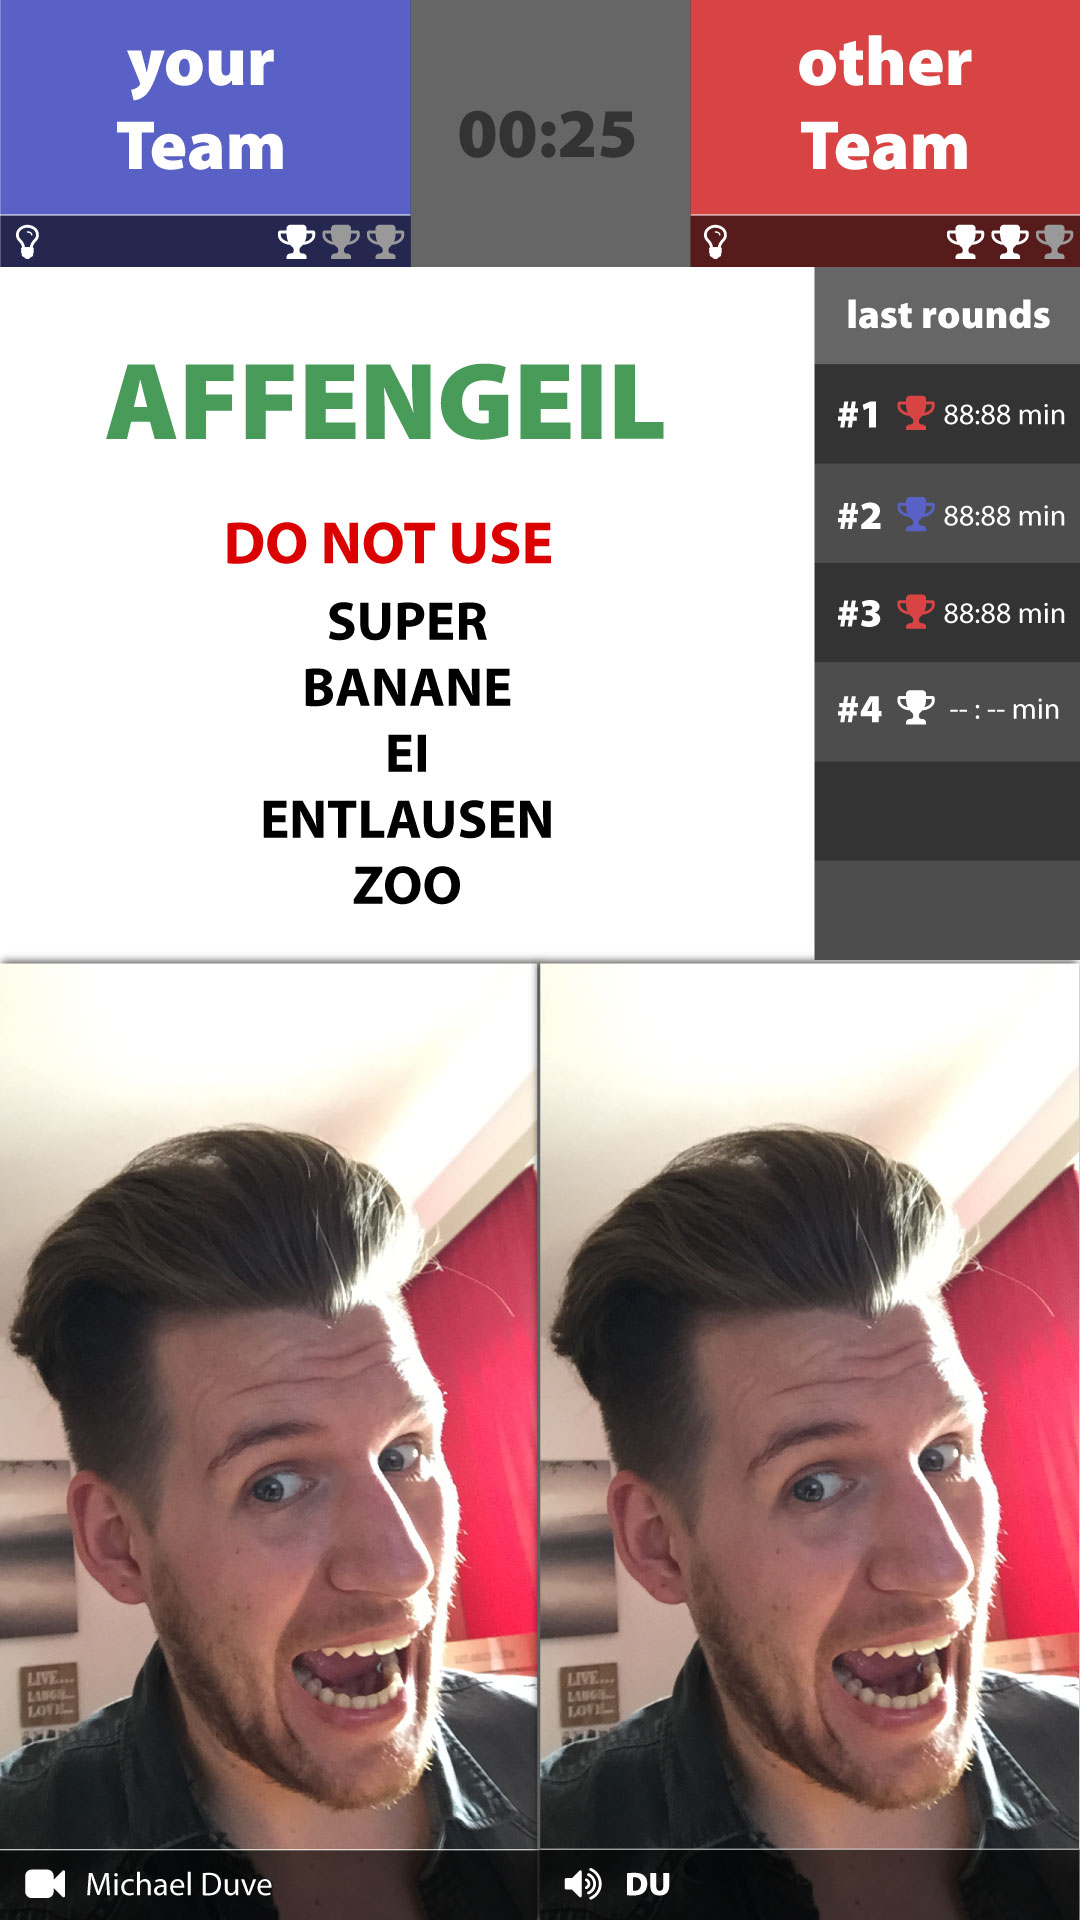 your
Team
00:25
other
Team
last rounds
#1 88:88 min
#2 88:88 min
#3 88:88 min
#4 -- : -- min
AFFENGEIL
DO NOT USE
SUPER
BANANE
EI
ENTLAUSEN
ZOO
LIVE...
LAUGH...
LOVE...
LIVE...
LAUGH...
LOVE...
Michael Duve
DU